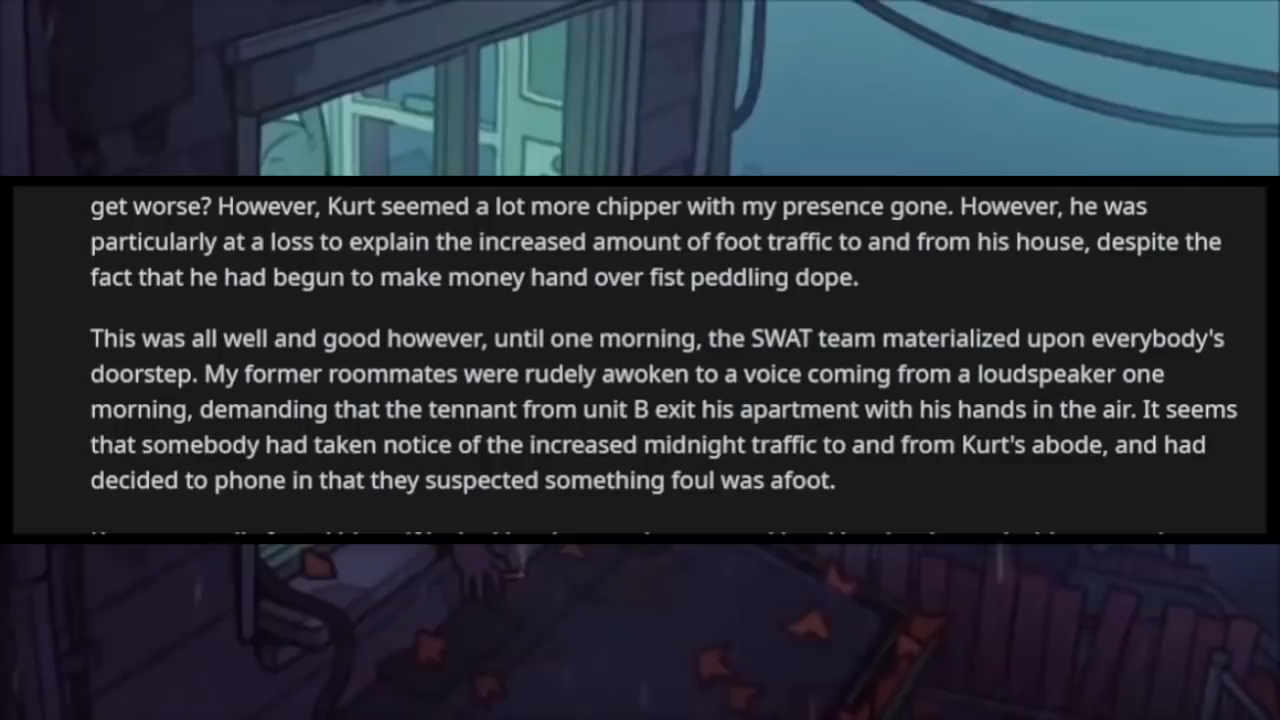 get worse? However, Kurt seemed a lot more chipper with my presence gone. However, he was
particularly at a loss to explain the increased amount of foot traffic to and from his house, despite the
fact that he had begun to make money hand over fist peddling dope.
This was all well and good however, until one morning, the SWAT team materialized upon everybody's
doorstep. My former roommates were rudely awoken to a voice coming from a loudspeaker one
morning, demanding that the tennant from unit B exit his apartment with his hands in the air. It seems
that somebody had taken notice of the increased midnight traffic to and from Kurt's abode, and had
decided to phone in that they suspected something foul was afoot.